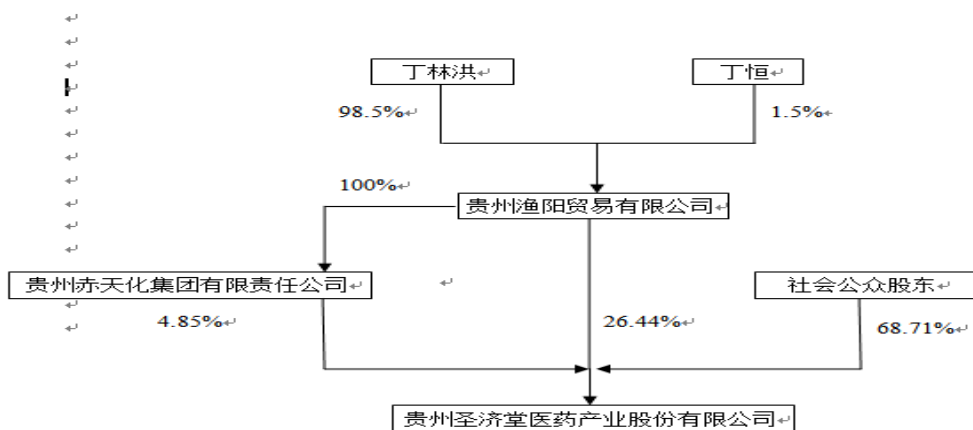 丁林洪
丁恒
98.5%
1.5%
100%
贵州渔阳贸易有限公司
贵州赤天化集团有限责任公司
社会公众股东
4.85%
26.44%
68.71%
贵州圣济堂医药产业股份有限公司